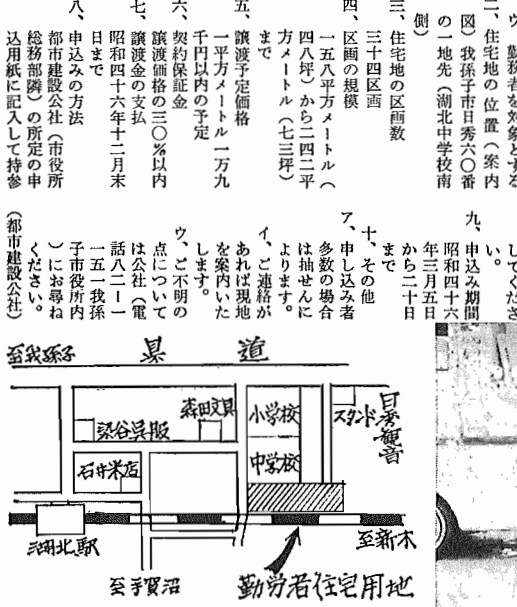 ウ、勤務者を対象とする
二、住宅地の位置(案内
図)我孫子市日秀六〇番
の一地先(湖北中学校南
側)
三、住宅地の区画数
三十四区画
四、区画の規模
一五八平方メートル(
四八坪)から二四二平
方メートル(七三坪)
まで
五、譲渡予定価格
一平方メートル一万九
千円以内の予定
六、契約保証金
譲渡価格の三〇%以内
七、譲渡金の支払
昭和四十六年十二月末
日まで
八、申込みの方法
都市建設公社(市役所
総務部隣)の所定の申
込用紙に記入して持参
してくださ
い。
九、申込み期間
昭和四十六
年三月五日
から二十日
まで
十、その他
ア、申し込み者
多数の場合
は抽せんに
よります。
イ、ご連絡が
あれば現地
を案内いた
します。
ウ、ご不明の
点について
は公社(電
話八二ー一
一五一我孫
子市役所内
)にお尋ね
ください。
(都市建設公社)
至我孫子
県道
染谷呉服
森田文具
小学校
スタンド
日秀観音
石井米店
中学校
湖北駅
至新木
至手賀沼
勤労者住宅用地